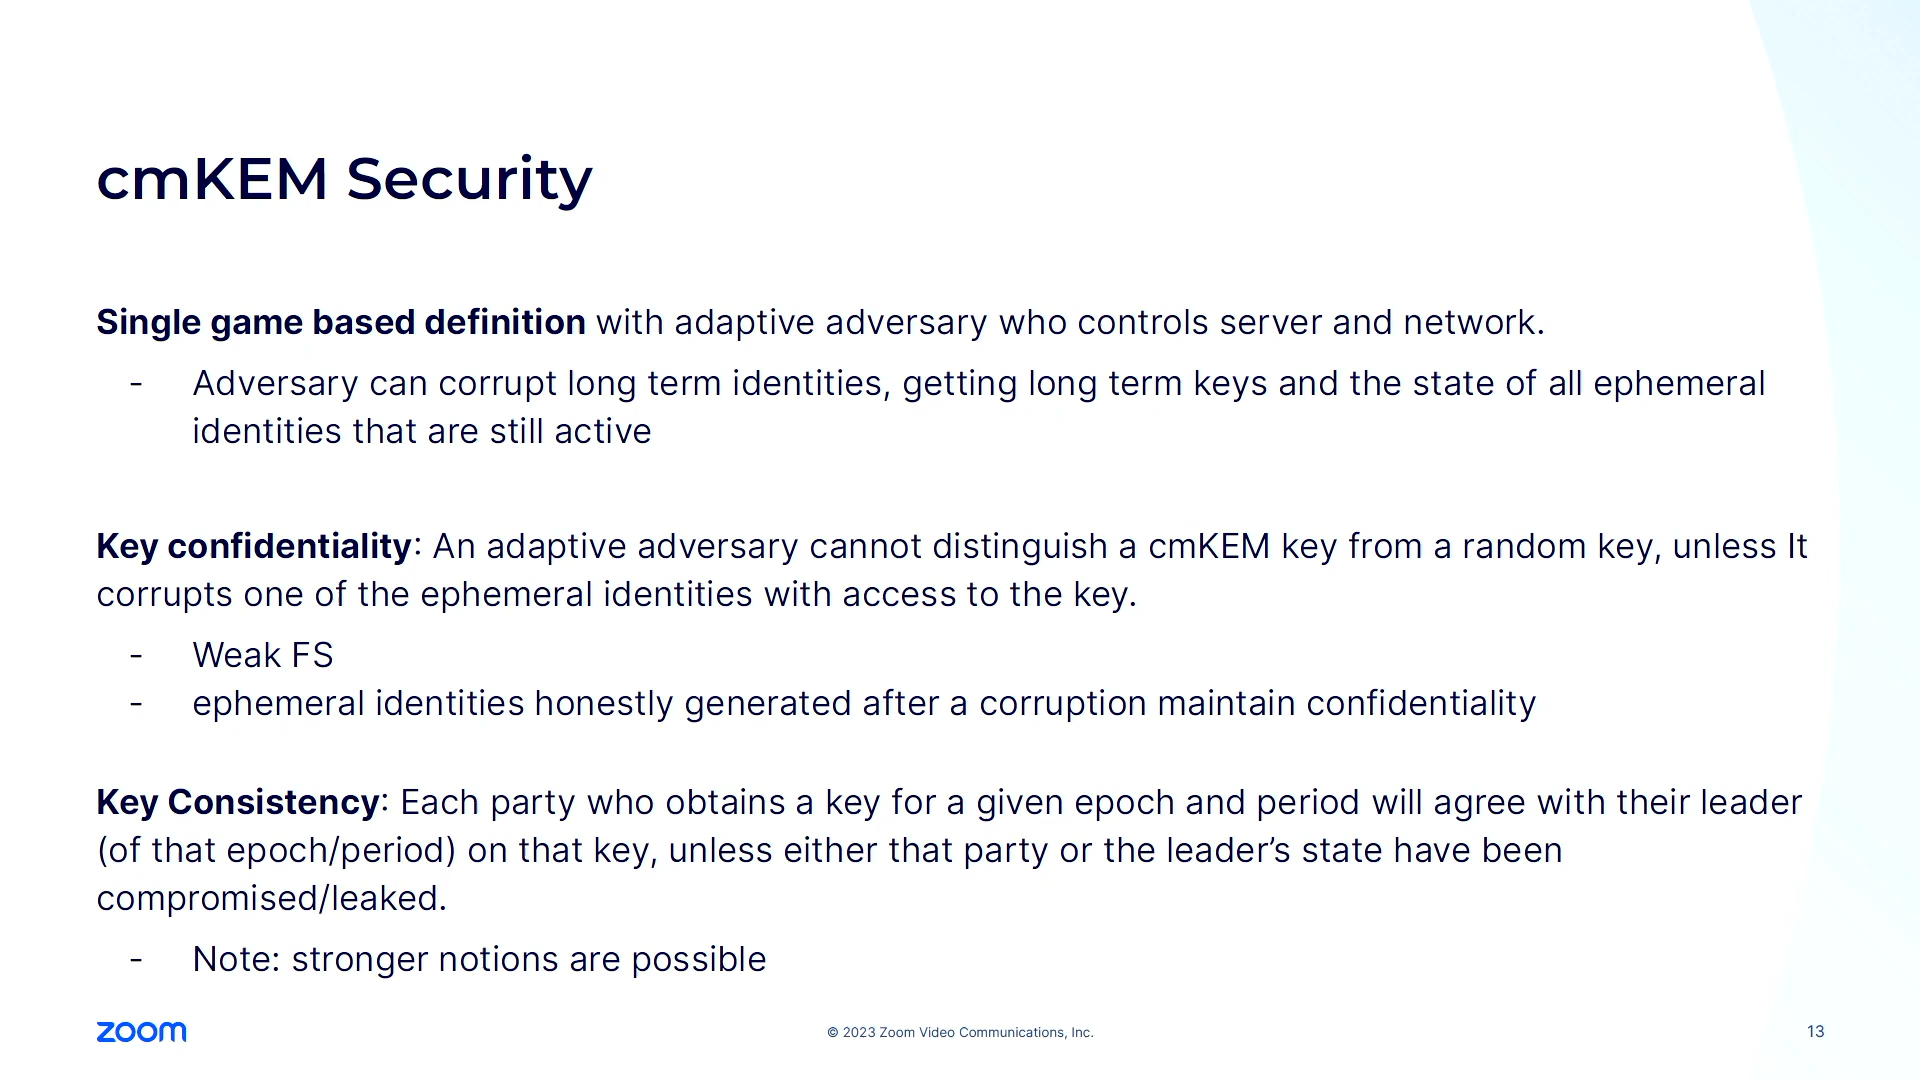 cmKEM Security
Single game based definition with adaptive adversary who controls server and network.
- Adversary can corrupt long term identities, getting long term keys and the state of all ephemeral
identities that are still active
Key confidentiality: An adaptive adversary cannot distinguish a cmKEM key from a random key, unless It
corrupts one of the ephemeral identities with access to the key.
- Weak FS
- ephemeral identities honestly generated after a corruption maintain confidentiality
Key Consistency: Each party who obtains a key for a given epoch and period will agree with their leader
(of that epoch/period) on that key, unless either that party or the leader’s state have been
compromised/leaked.
- Note: stronger notions are possible
zoom
© 2023 Zoom Video Communications, Inc.
13